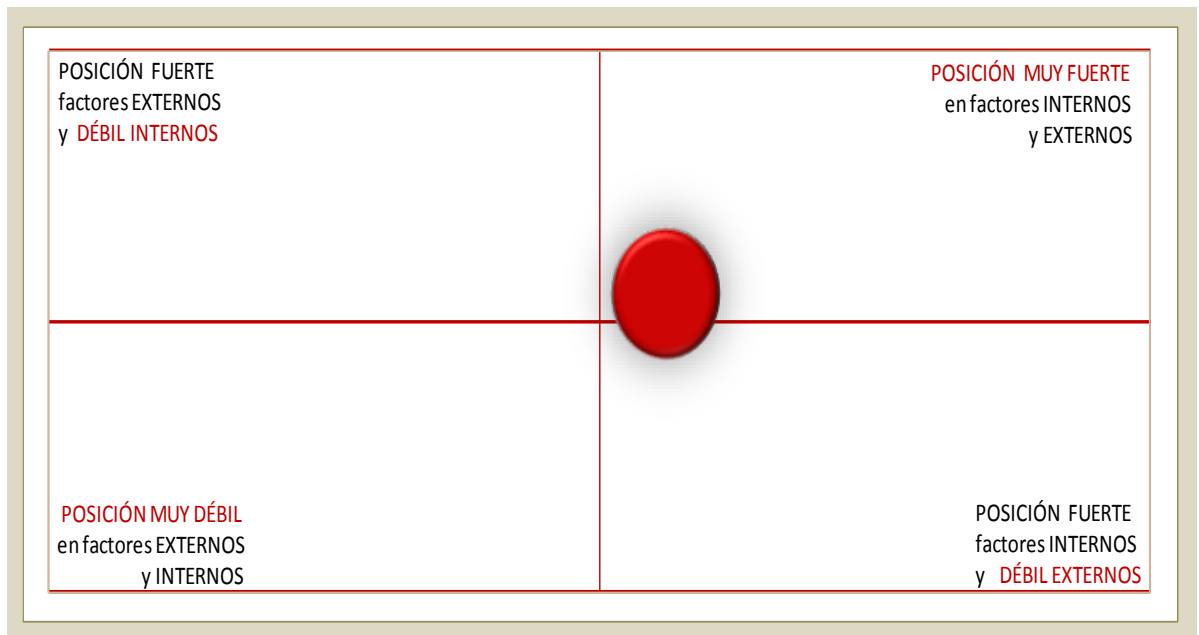 POSICIÓN FUERTE
factores EXTERNOS
y DÉBIL INTERNOS
POSICIÓN MUY FUERTE
en factores INTERNOS
y EXTERNOS
POSICIÓN MUY DÉBIL
en factores EXTERNOS
y INTERNOS
POSICIÓN FUERTE
factores INTERNOS
y DÉBIL EXTERNOS